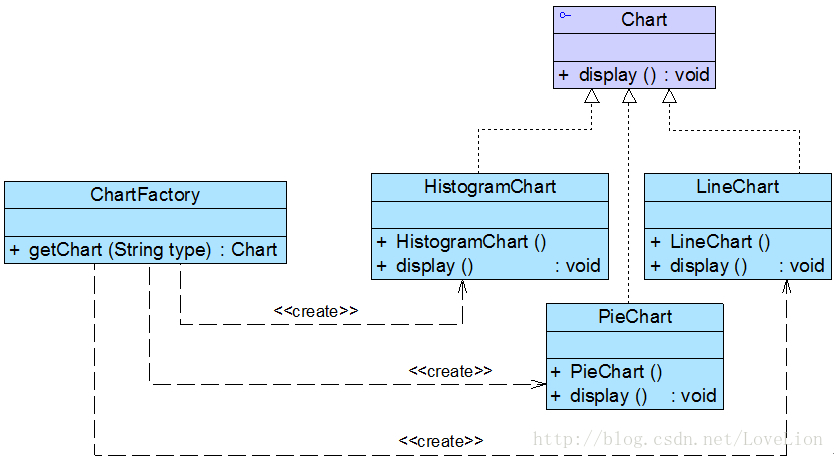 Chart
+ display () : void
ChartFactory
+ getChart (String type) : Chart
HistogramChart
+ HistogramChart ()
+ display () : void
LineChart
+ LineChart ()
+ display () : void
<<create>>
PieChart
+ PieChart ()
+ display () : void
<<create>>
<<create>>
http://blog.csdn.net/LoveLion